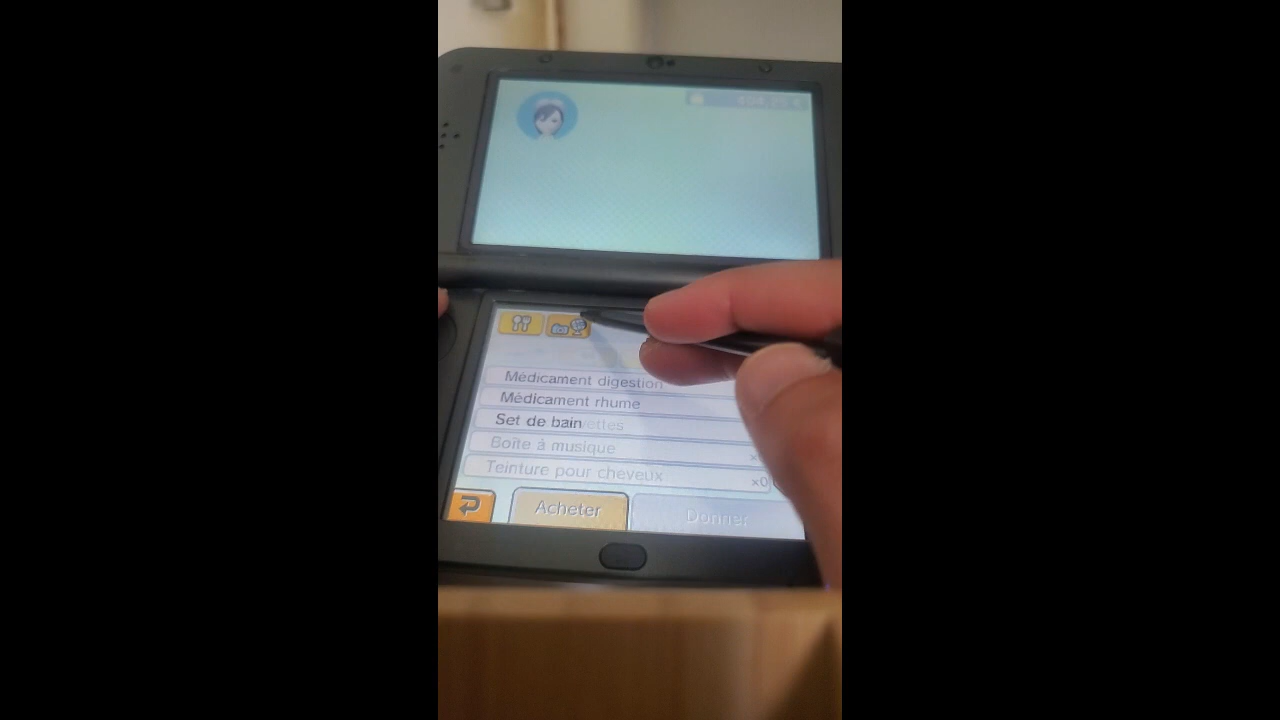 Médicament digestion
Médicament rhume
Set de bain
Boîte à musique
Teinture pour cheveux
x0
Acheter
Donner